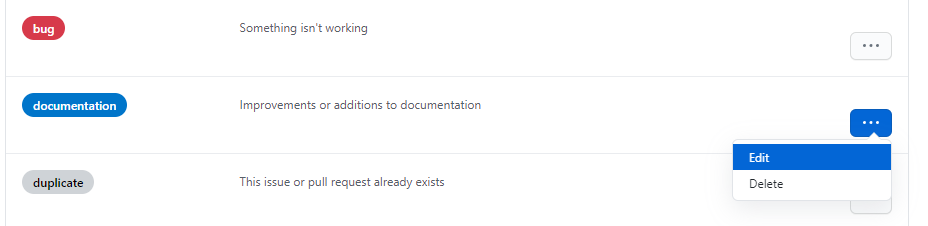 bug Something isn't working
...
documentation Improvements or additions to documentation
...
Edit
duplicate This issue or pull request already exists
Delete